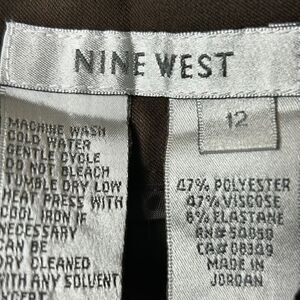 NINE WEST
12
MACHINE WASH
COLD WATER
GENTLE CYCLE
DO NOT BLEACH
TUMBLE DRY LOW
HEAT PRESS WITH
COOL IRON IF
NECESSARY
CAN BE
DRY CLEANED
WITH ANY SOLVENT
47% POLYESTER
47% VISCOSE
6% ELASTANE
RN# 54050
CA# 08309
MADE IN
JORDAN